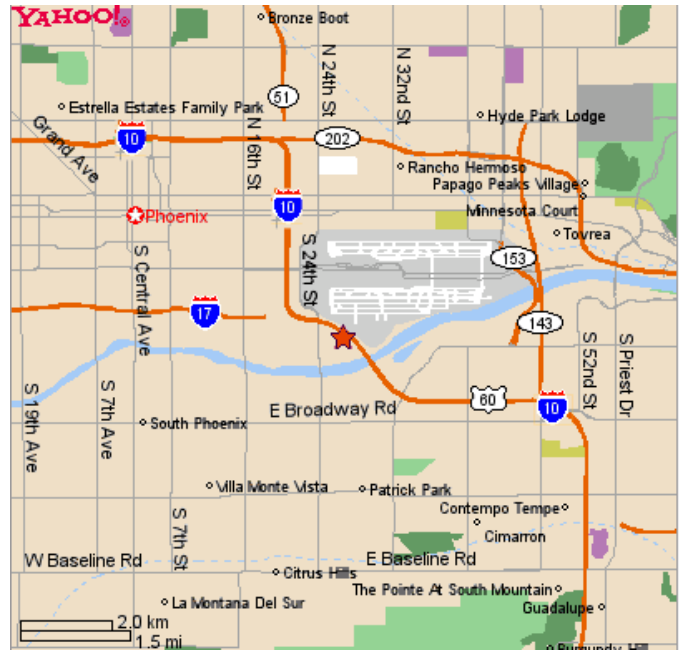 YAHOO!®
Bronze Boot
N 24th St
N 32nd St
51
Estrella Estates Family Park
Hyde Park Lodge
Grand Ave
10
N 16th St
202
Rancho Hermoso
Papago Peaks Village
10
Minnesota Court
Phoenix
Tovrea
S Central Ave
S 24th St
153
17
143
S 52nd St
S Priest Dr
S 19th Ave
S 7th Ave
60
10
E Broadway Rd
South Phoenix
Villa Monte Vista
Patrick Park
Contempo Tempe
S 7th St
Cimarron
W Baseline Rd
E Baseline Rd
Citrus Hills
The Pointe At South Mountain
La Montana Del Sur
Guadalupe
2.0 km
1.5 mi